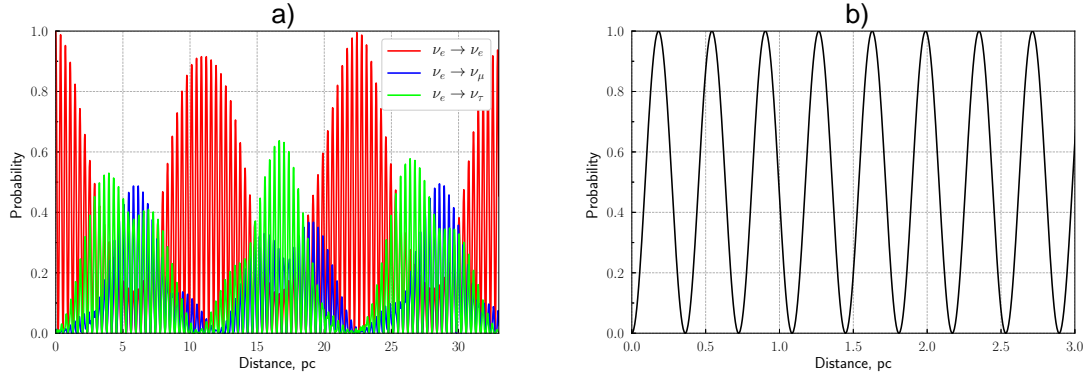 a)
1.0
0.8
0.6
0.4
0.2
0.0
Probability
νe → νe
νe → νμ
νe → ντ
0 5 10 15 20 25 30
Distance, pc
b)
1.0
0.8
0.6
0.4
0.2
0.0
Probability
0.0 0.5 1.0 1.5 2.0 2.5 3.0
Distance, pc